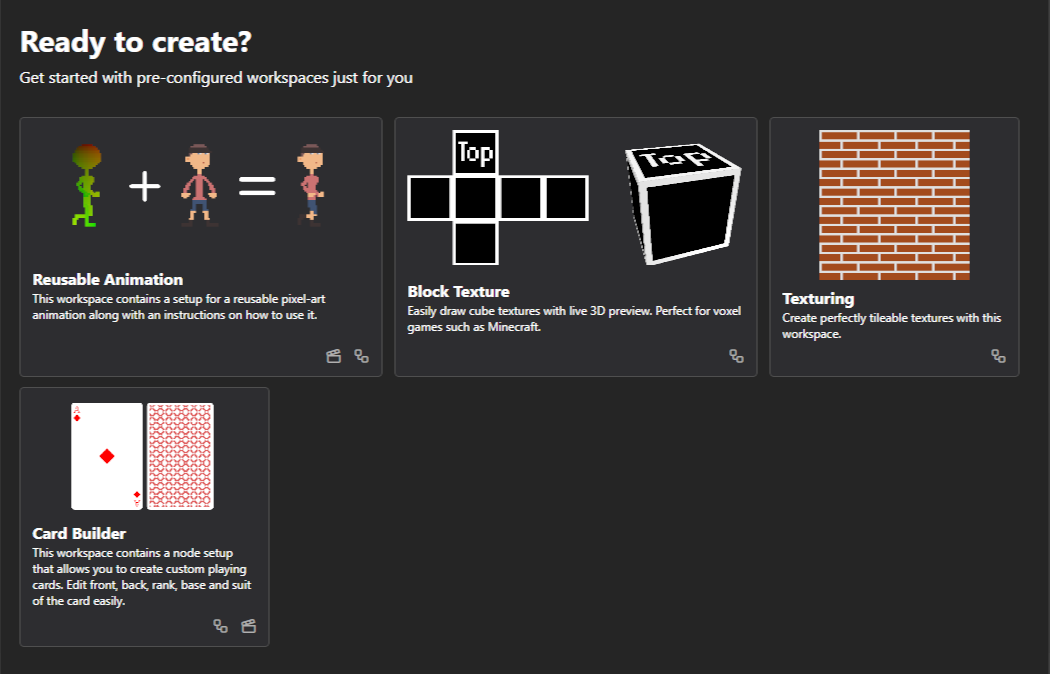 Ready to create?
Get started with pre-configured workspaces just for you
Reusable Animation
This workspace contains a setup for a reusable pixel-art
animation along with an instructions on how to use it.
Top
Top
Block Texture
Easily draw cube textures with live 3D preview. Perfect for voxel
games such as Minecraft.
Texturing
Create perfectly tileable textures with this
workspace.
A
A
Card Builder
This workspace contains a node setup
that allows you to create custom playing
cards. Edit front, back, rank, base and suit
of the card easily.